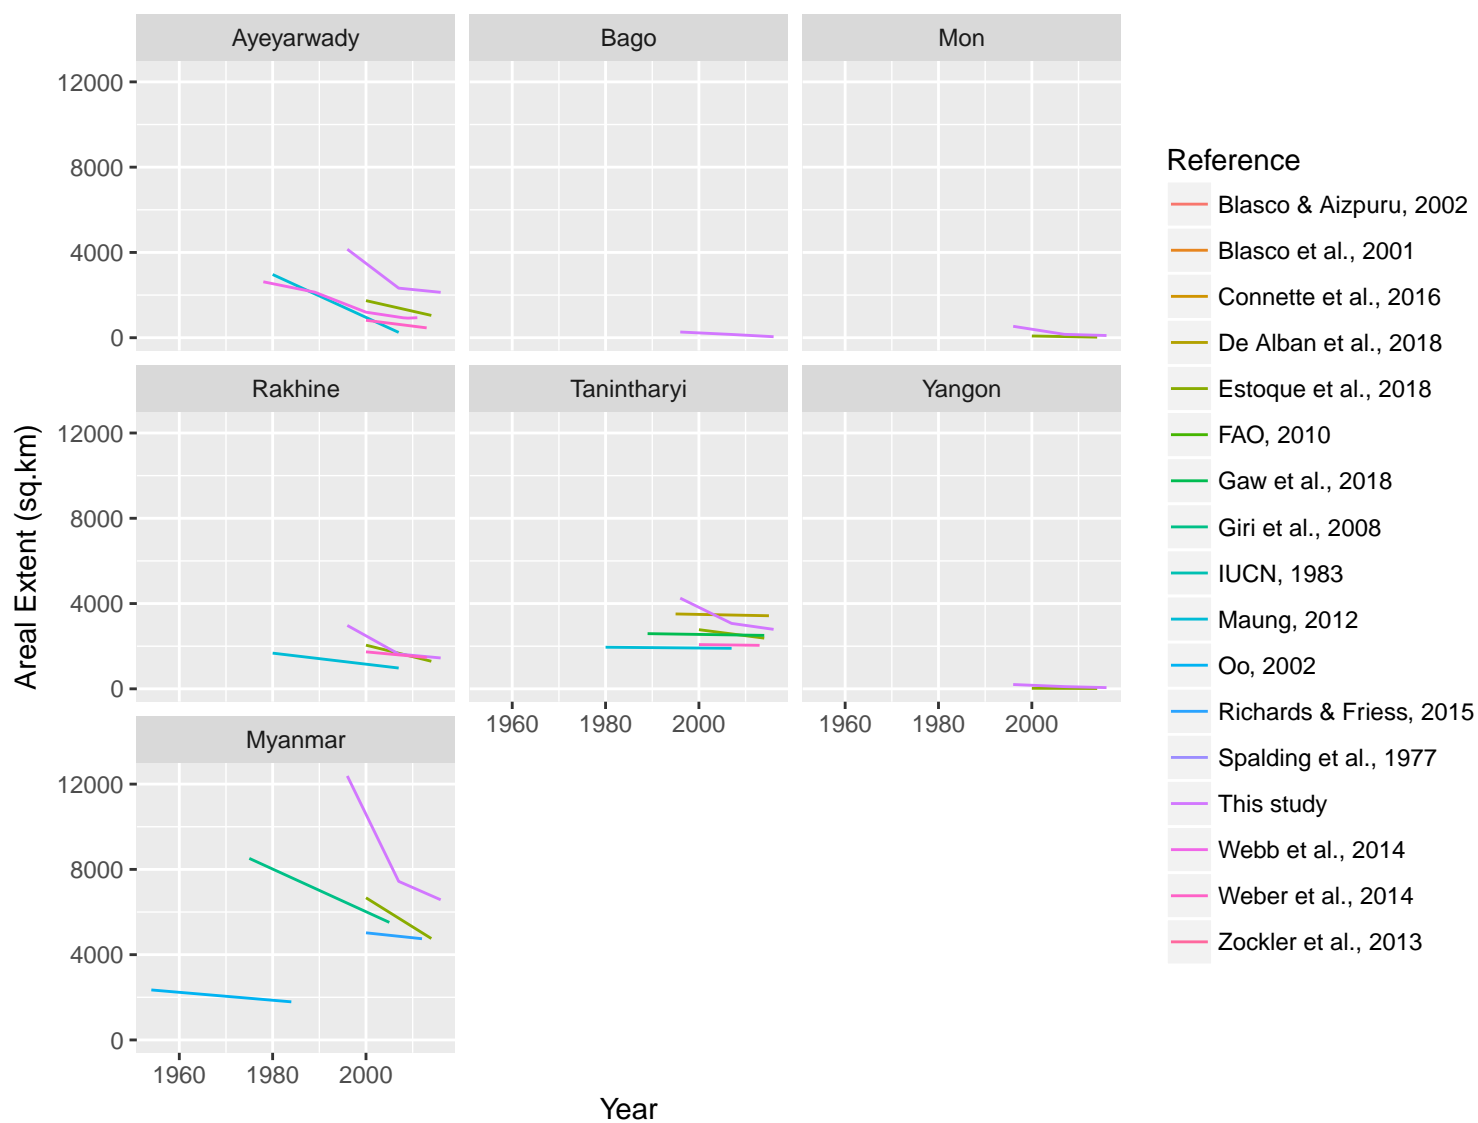 Ayeyarwady Bago Mon
12000
8000
4000
0
Rakhine Tanintharyi Yangon
12000
8000
4000
0
1960 1980 2000 1960 1980 2000
Myanmar
12000
8000
4000
0
1960 1980 2000
Year
Areal Extent (sq.km)
Reference
Blasco & Aizpuru, 2002
Blasco et al., 2001
Connette et al., 2016
De Alban et al., 2018
Estoque et al., 2018
FAO, 2010
Gaw et al., 2018
Giri et al., 2008
IUCN, 1983
Maung, 2012
Oo, 2002
Richards & Friess, 2015
Spalding et al., 1977
This study
Webb et al., 2014
Weber et al., 2014
Zockler et al., 2013